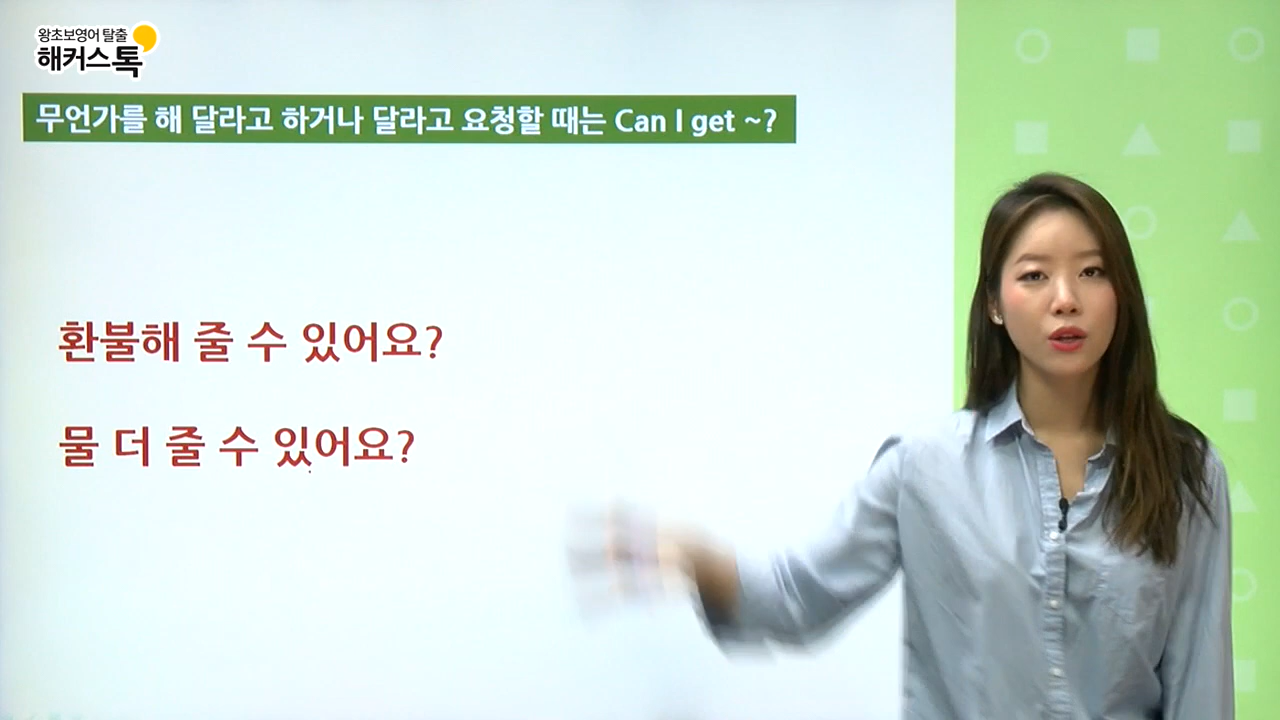 왕초보영어 탈출
해커스톡
무언가를 해 달라고 하거나 달라고 요청할 때는 Can I get ~?
환불해 줄 수 있어요?
물 더 줄 수 있어요?